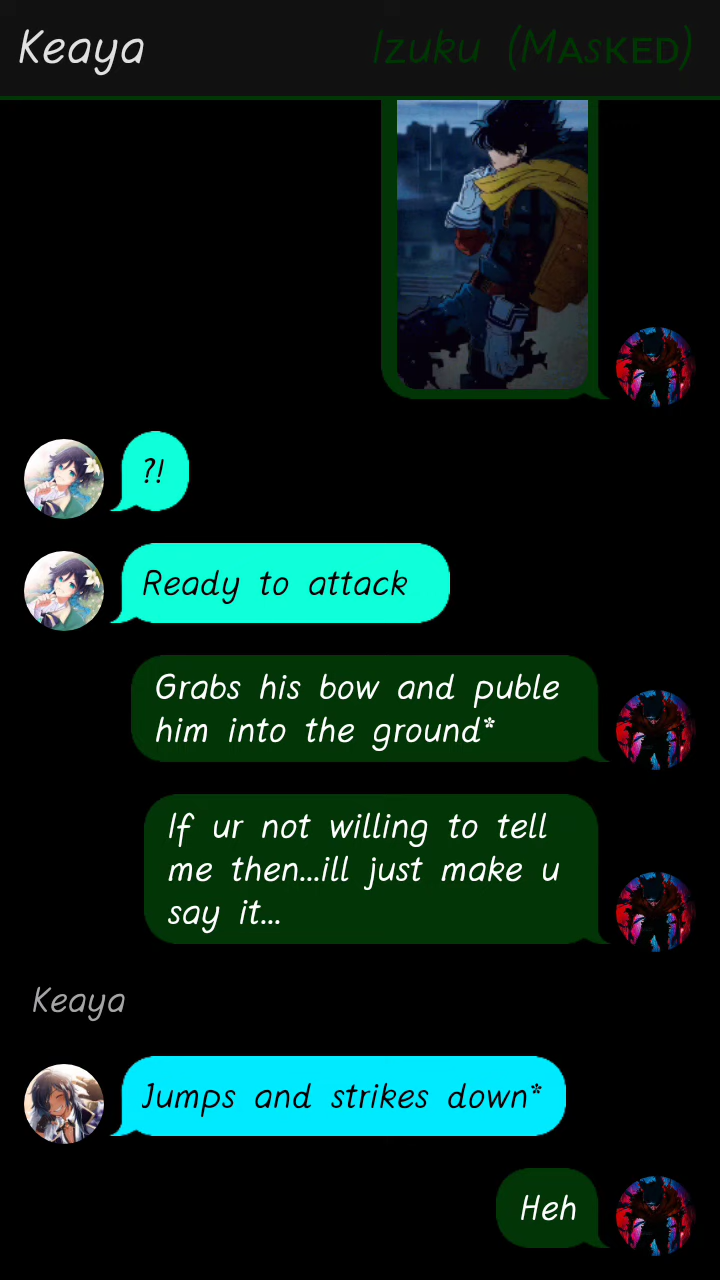 Keaya
Izuku (MᴀsᴋᴇD)
?!
Ready to attack
Grabs his bow and puble
him into the ground*
If ur not willing to tell
me then...ill just make u
say it...
Keaya
Jumps and strikes down*
Heh